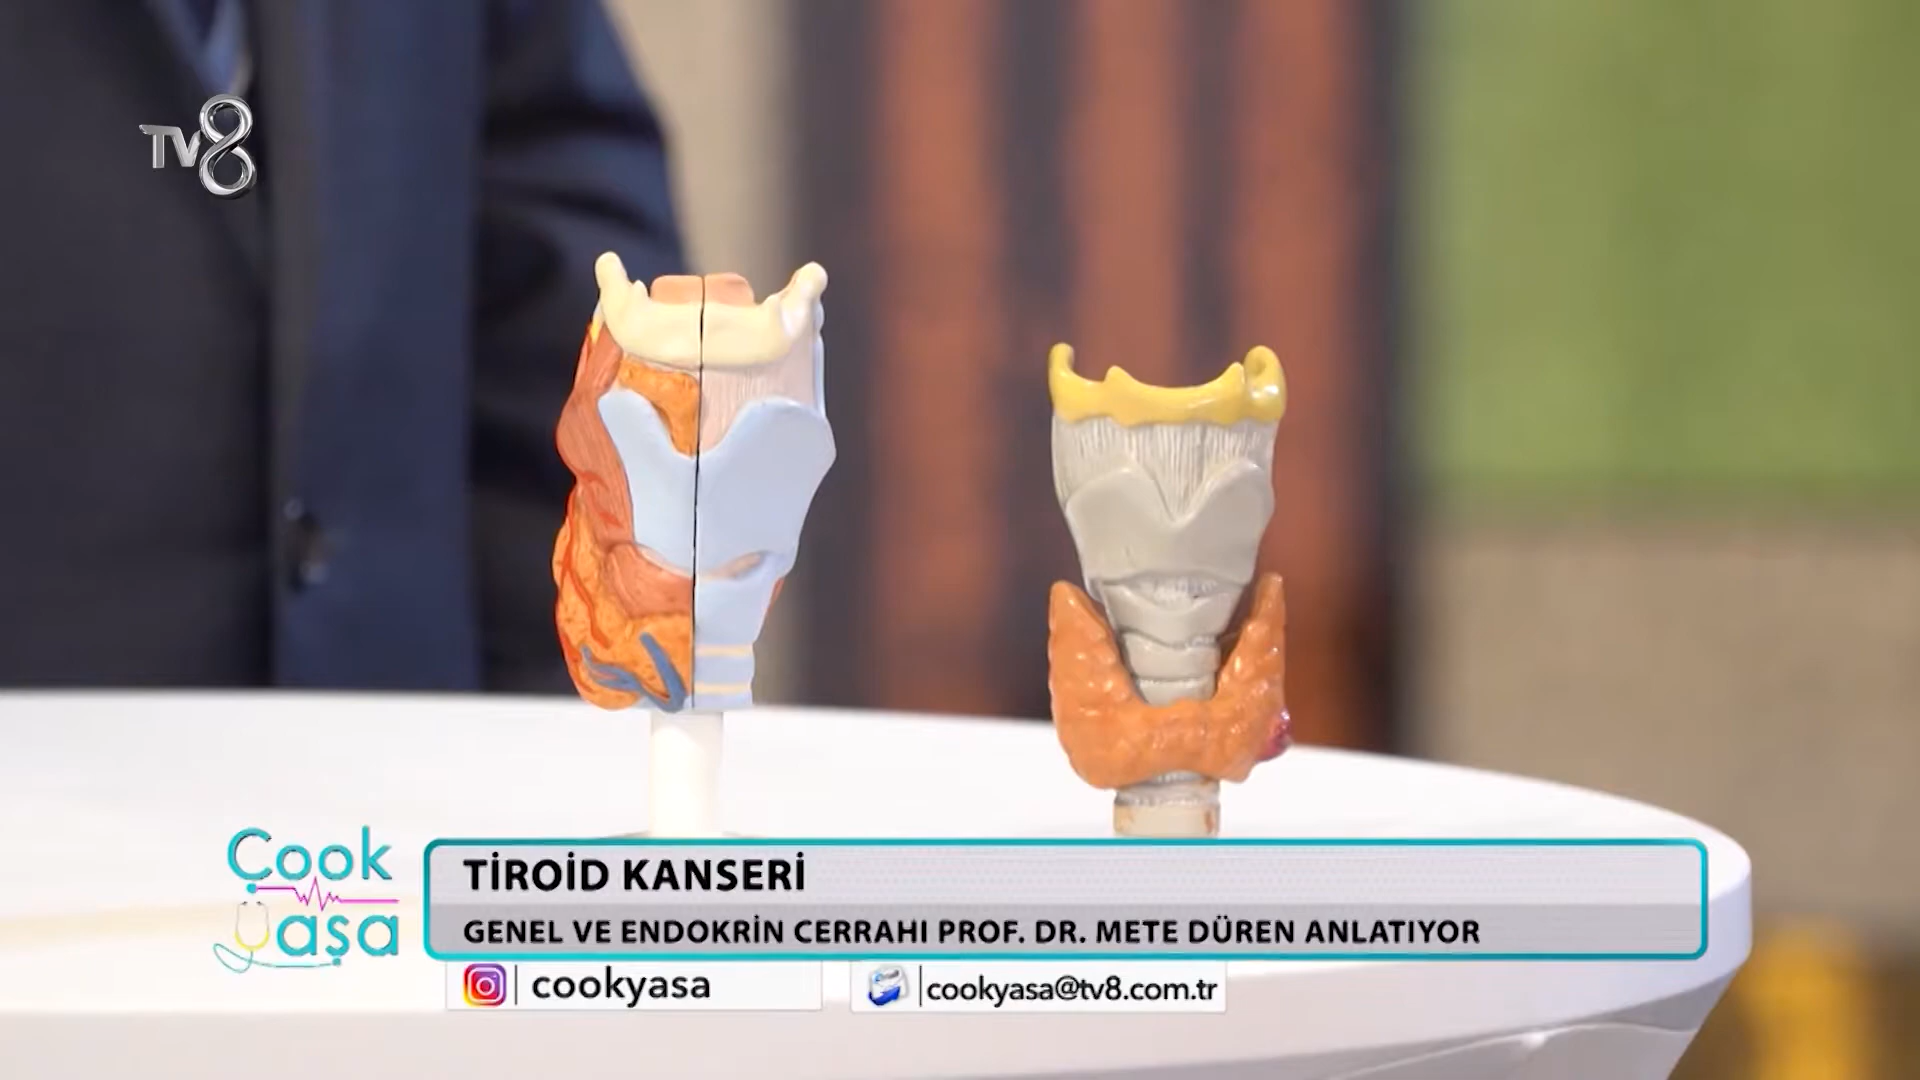 TV8
Çook
yaşa
TİROİD KANSERİ
GENEL VE ENDOKRİN CERRAHI PROF. DR. METE DÜREN ANLATIYOR
cookyasa
cookyasa@tv8.com.tr